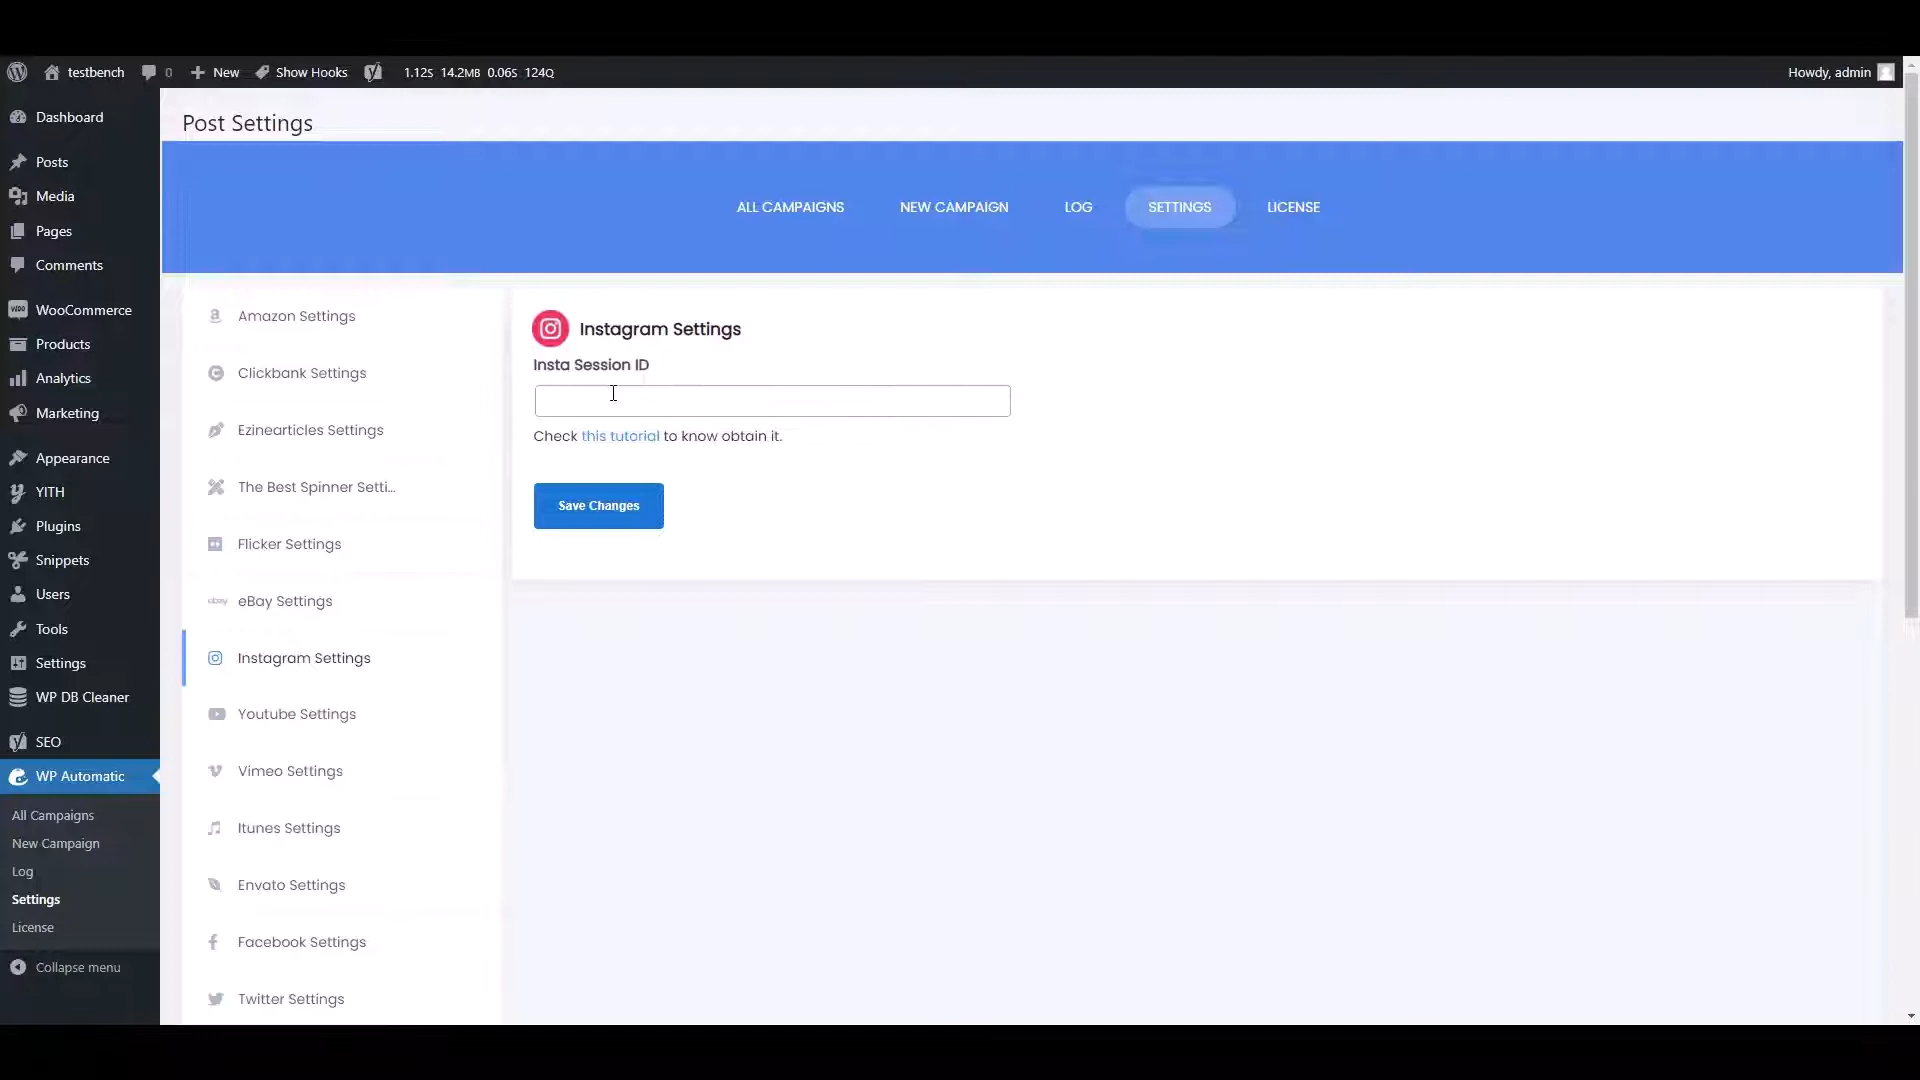 testbench 0 New Show Hooks 1.12S 14.2MB 0.06S 124Q Howdy, admin
Dashboard
Posts
Media
Pages
Comments
WooCommerce
Products
Analytics
Marketing
Appearance
YITH
Plugins
Snippets
Users
Tools
Settings
WP DB Cleaner
SEO
WP Automatic
All Campaigns
New Campaign
Log
Settings
License
Collapse menu
Post Settings
ALL CAMPAIGNS NEW CAMPAIGN LOG SETTINGS LICENSE
Amazon Settings
Clickbank Settings
Ezinearticles Settings
The Best Spinner Setti...
Flicker Settings
ebay eBay Settings
Instagram Settings
Youtube Settings
Vimeo Settings
Itunes Settings
Envato Settings
Facebook Settings
Twitter Settings
Instagram Settings
Insta Session ID
Check this tutorial to know obtain it.
Save Changes